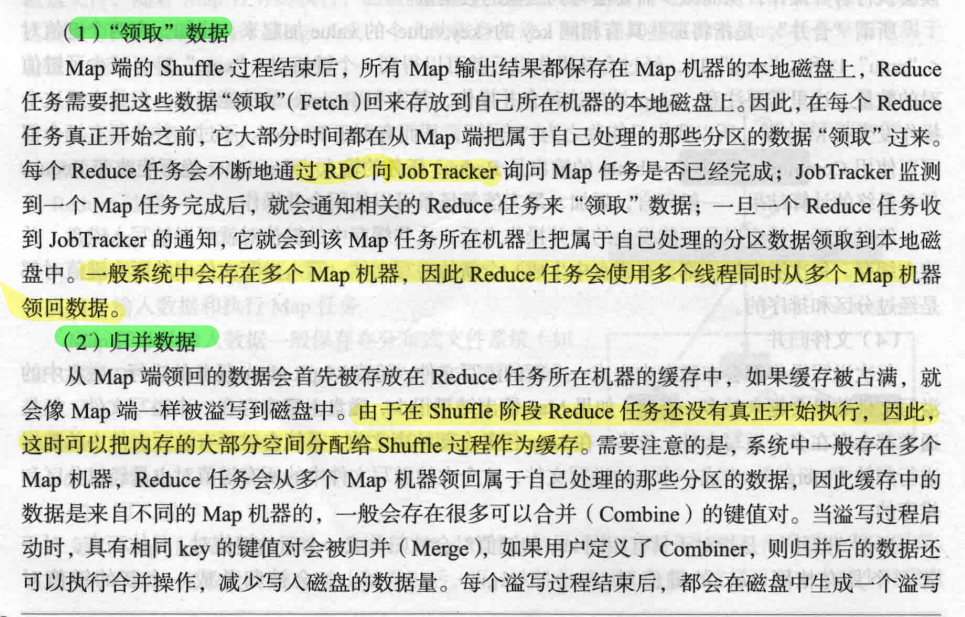 （1）“领取”数据
Map 端的 Shuffle 过程结束后，所有 Map 输出结果都保存在 Map 机器的本地磁盘上，Reduce
任务需要把这些数据“领取”（Fetch）回来存放到自己所在机器的本地磁盘上。因此，在每个 Reduce
任务真正开始之前，它大部分时间都在从 Map 端把属于自己处理的那些分区的数据“领取”过来。
每个 Reduce 任务会不断地通过 RPC 向 JobTracker 询问 Map 任务是否已经完成；JobTracker 监测
到一个 Map 任务完成后，就会通知相关的 Reduce 任务来“领取”数据；一旦一个 Reduce 任务收
到 JobTracker 的通知，它就会到该 Map 任务所在机器上把属于自己处理的分区数据领取到本地磁
盘中。一般系统中会存在多个 Map 机器，因此 Reduce 任务会使用多个线程同时从多个 Map 机器
领回数据。
（2）归并数据
从 Map 端领回的数据会首先被存放在 Reduce 任务所在机器的缓存中，如果缓存被占满，就
会像 Map 端一样被溢写到磁盘中。由于在 Shuffle 阶段 Reduce 任务还没有真正开始执行，因此，
这时可以把内存的大部分空间分配给 Shuffle 过程作为缓存。需要注意的是，系统中一般存在多个
Map 机器，Reduce 任务会从多个 Map 机器领回属于自己处理的那些分区的数据，因此缓存中的
数据是来自不同的 Map 机器的，一般会存在很多可以合并（Combine）的键值对。当溢写过程启
动时，具有相同 key 的键值对会被归并（Merge），如果用户定义了 Combiner，则归并后的数据还
可以执行合并操作，减少写入磁盘的数据量。每个溢写过程结束后，都会在磁盘中生成一个溢写